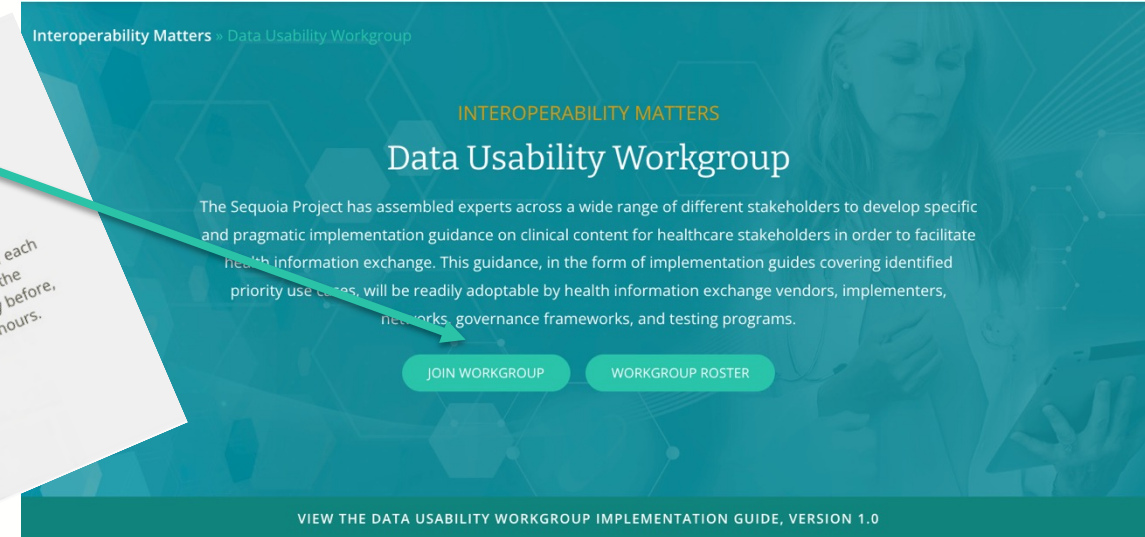 Interoperability Matters » Data Usability Workgroup
INTEROPERABILITY MATTERS
Data Usability Workgroup
The Sequoia Project has assembled experts across a wide range of different stakeholders to develop specific
and pragmatic implementation guidance on clinical content for healthcare stakeholders in order to facilitate
health information exchange. This guidance, in the form of implementation guides covering identified
priority use cases, will be readily adoptable by health information exchange vendors, implementers,
networks, governance frameworks, and testing programs.
JOIN WORKGROUP
WORKGROUP ROSTER
VIEW THE DATA USABILITY WORKGROUP IMPLEMENTATION GUIDE, VERSION 1.0
each
the
before,
hours.